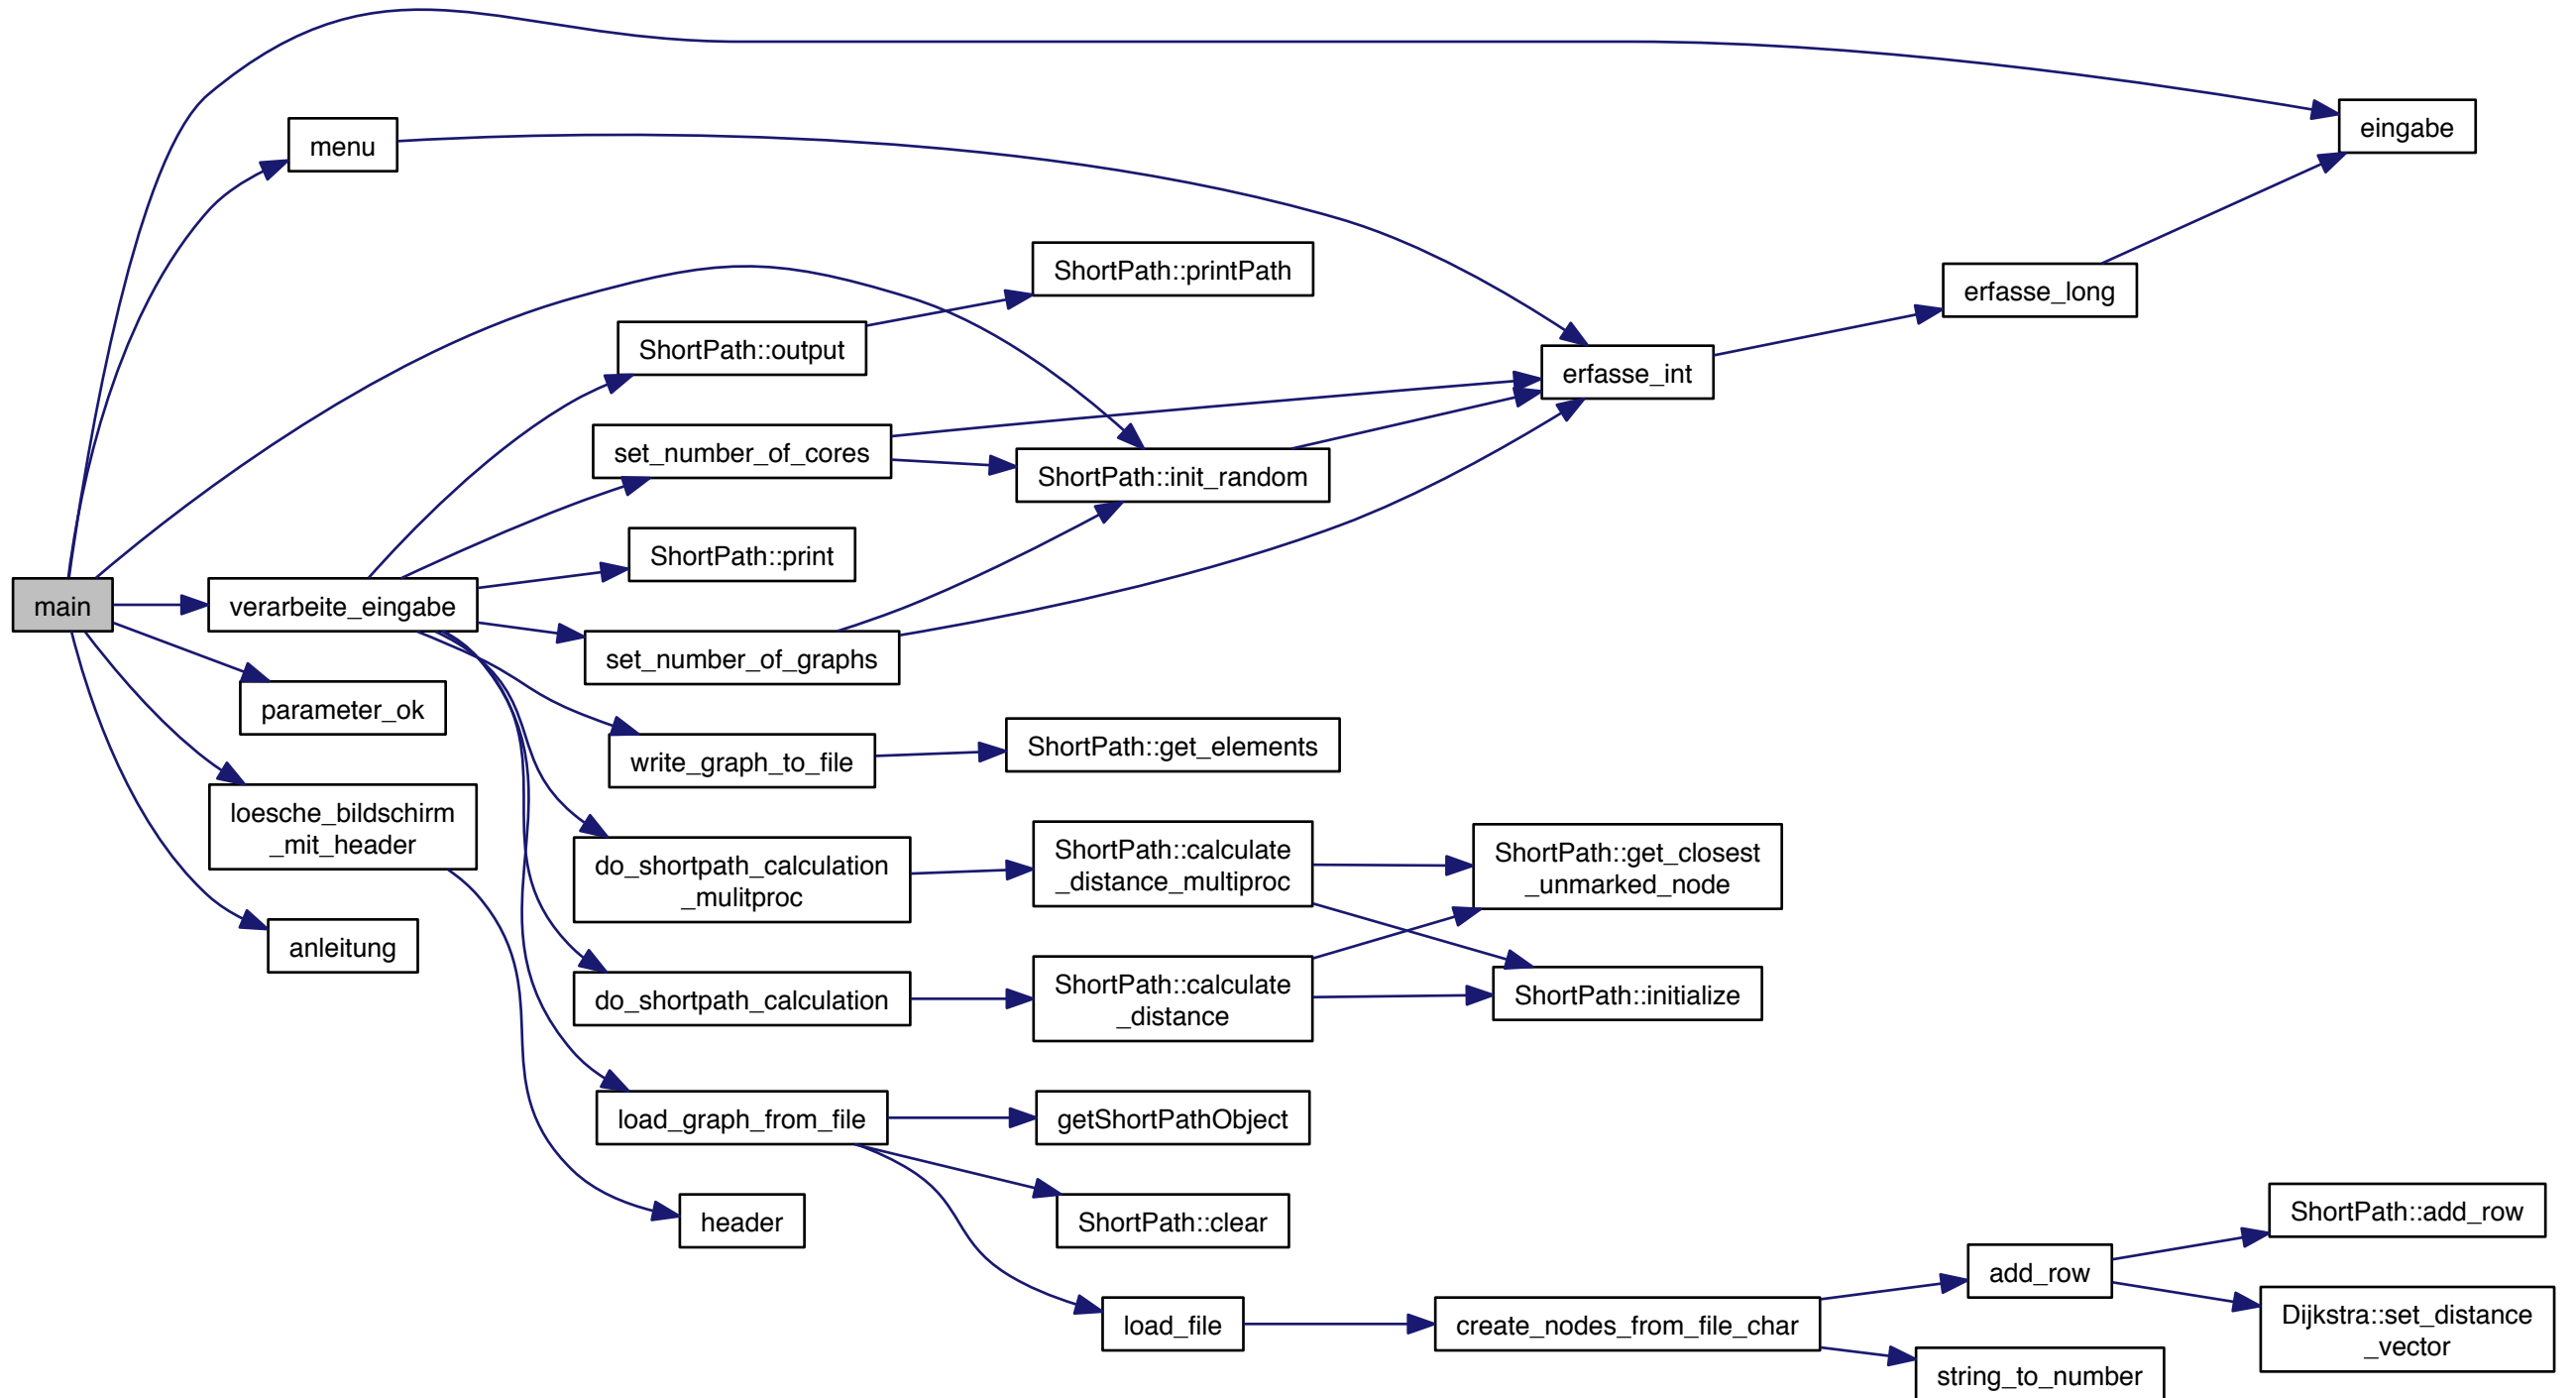 main
eingabe
menu
ShortPath::printPath
erfasse_long
ShortPath::output
erfasse_int
set_number_of_cores
ShortPath::init_random
ShortPath::print
verarbeite_eingabe
set_number_of_graphs
parameter_ok
write_graph_to_file
ShortPath::get_elements
loesche_bildschirm
_mit_header
do_shortpath_calculation
_mulitproc
ShortPath::calculate
_distance_multiproc
ShortPath::get_closest
_unmarked_node
anleitung
do_shortpath_calculation
ShortPath::calculate
_distance
ShortPath::initialize
load_graph_from_file
getShortPathObject
header
ShortPath::clear
ShortPath::add_row
add_row
load_file
create_nodes_from_file_char
Dijkstra::set_distance
_vector
string_to_number